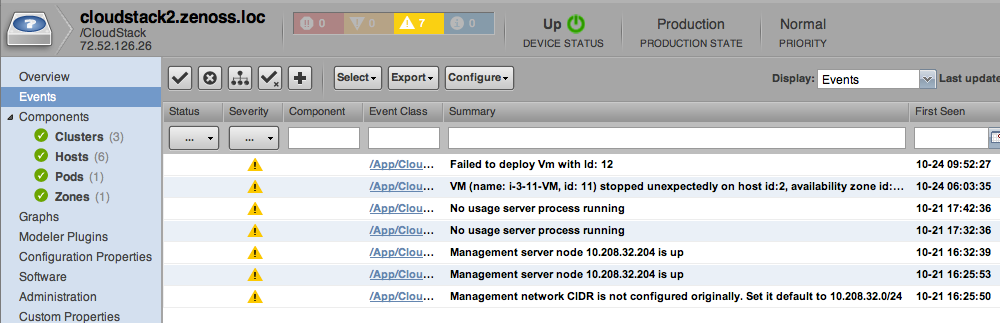 cloudstack2.zenoss.loc
/CloudStack
72.52.126.26
0 0 7 0
Up
DEVICE STATUS
Production
PRODUCTION STATE
Normal
PRIORITY
Overview
Events
Components
Clusters (3)
Hosts (6)
Pods (1)
Zones (1)
Graphs
Modeler Plugins
Configuration Properties
Software
Administration
Custom Properties
Select Export Configure Display: Events Last update
Status Severity Component Event Class Summary First Seen
... ...
/App/Clou... Failed to deploy Vm with Id: 12 10-24 09:52:27
/App/Clou... VM (name: i-3-11-VM, id: 11) stopped unexpectedly on host id:2, availability zone id:... 10-24 06:03:35
/App/Clou... No usage server process running 10-21 17:42:36
/App/Clou... No usage server process running 10-21 17:32:36
/App/Clou... Management server node 10.208.32.204 is up 10-21 16:32:39
/App/Clou... Management server node 10.208.32.204 is up 10-21 16:25:53
/App/Clou... Management network CIDR is not configured originally. Set it default to 10.208.32.0/24 10-21 16:25:50